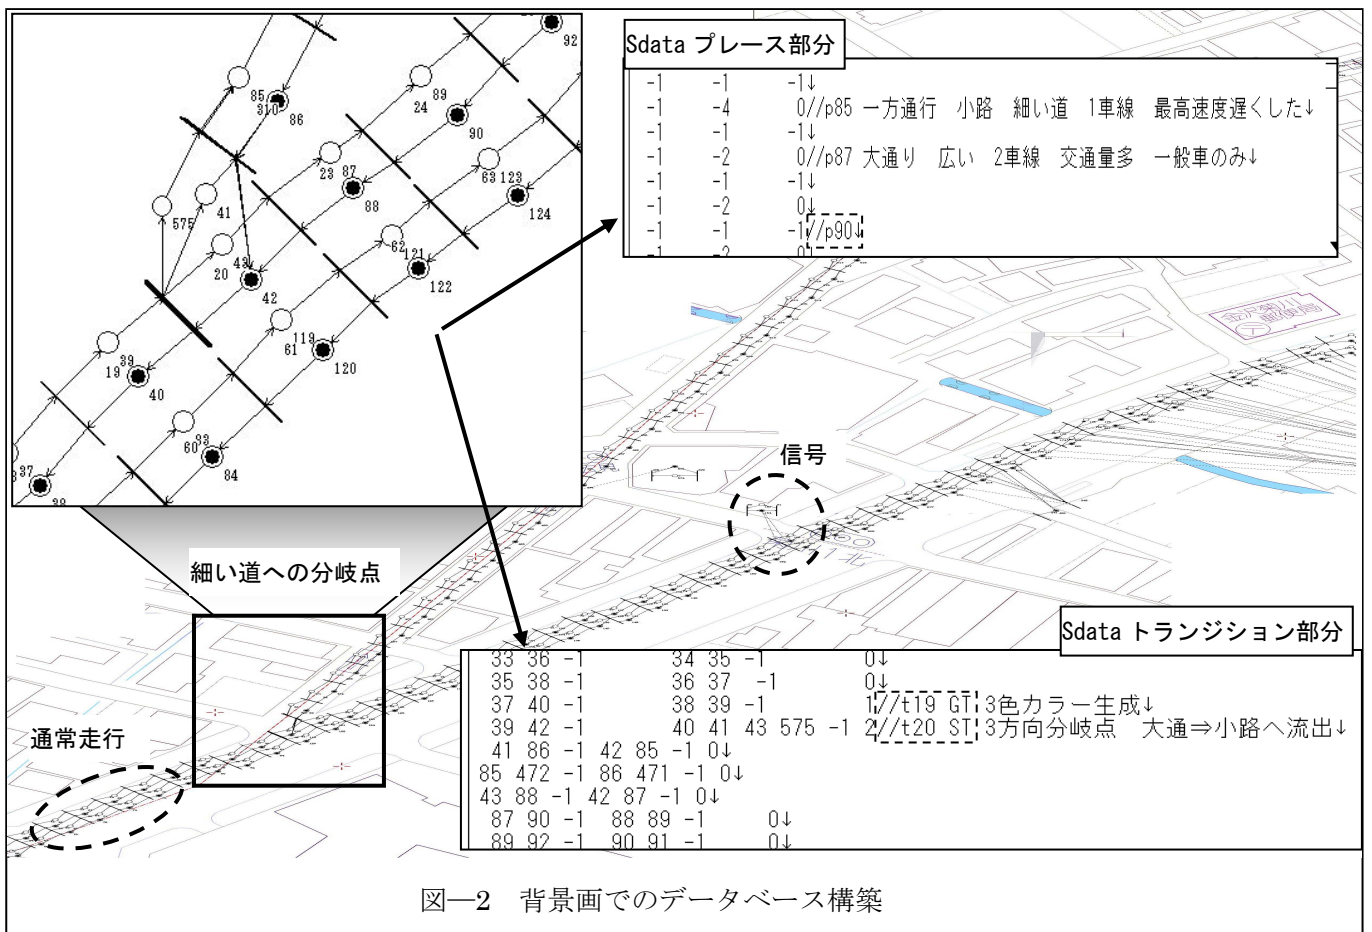 92
89
24
90
85
310
86
23
87
88
63
123
124
41
575
62
121
122
20
43
42
119
61
120
39
19
40
60
83
84
37
38
Sdata プレース部分
-1 -1 -1↓
-1 -4 0//p85 一方通行 小路 細い道 1車線 最高速度遅くした↓
-1 -1 -1↓
-1 -2 0//p87 大通り 広い 2車線 交通量多 一般車のみ↓
-1 -1 -1↓
-1 -2 0↓
-1 -1 -1//p90↓
-1 -2 0↓
信号
細い道への分岐点
通常走行
Sdata トランジション部分
33 36 -1 34 35 -1 0↓
35 38 -1 36 37 -1 0↓
37 40 -1 38 39 -1 1//t19 GT 3色カラー生成↓
39 42 -1 40 41 43 575 -1 2//t20 ST 3方向分岐点 大通⇒小路へ流出↓
41 86 -1 42 85 -1 0↓
85 472 -1 86 471 -1 0↓
43 88 -1 42 87 -1 0↓
87 90 -1 88 89 -1 0↓
89 92 -1 90 91 -1 0↓
図―2 背景画でのデータベース構築